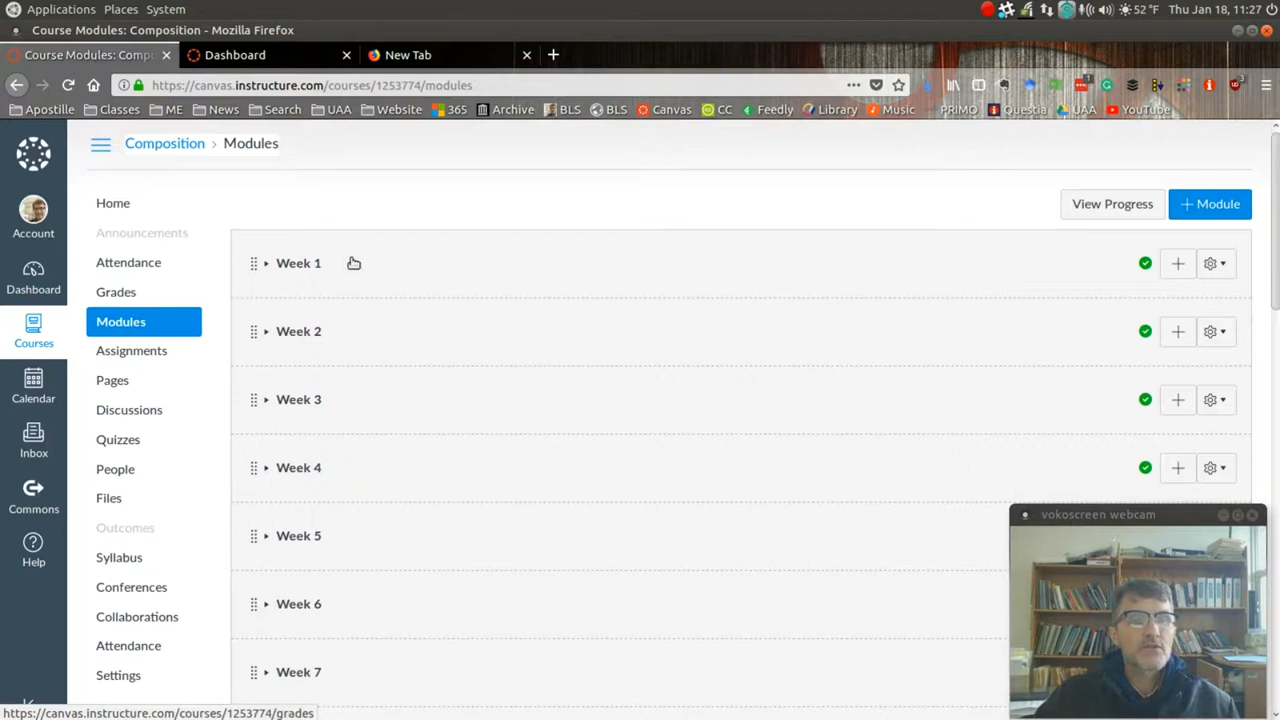 Applications Places System
52 °F Thu Jan 18, 11:27
Course Modules: Composition - Mozilla Firefox
Course Modules: Compo
Dashboard
New Tab
https://canvas.instructure.com/courses/1253774/modules
Apostille Classes ME News Search UAA Website 365 Archive BLS BLS Canvas CC Feedly Library Music PRIMO Questia UAA YouTube
Composition › Modules
Account
Dashboard
Courses
Calendar
Inbox
Commons
Help
Home
Announcements
Attendance
Grades
Modules
Assignments
Pages
Discussions
Quizzes
People
Files
Outcomes
Syllabus
Conferences
Collaborations
Attendance
Settings
View Progress
+ Module
Week 1
Week 2
Week 3
Week 4
Week 5
Week 6
Week 7
vokoscreen webcam
https://canvas.instructure.com/courses/1253774/grades